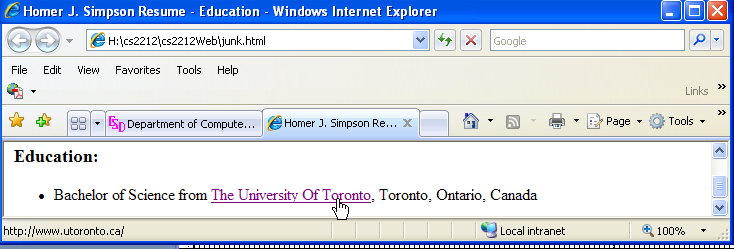 Homer J. Simpson Resume - Education - Windows Internet Explorer
H:\cs2212\cs2212Web\junk.html Google
File Edit View Favorites Tools Help
Links »
ESD Department of Compute... Homer J. Simpson Re... Page Tools »
Education:
• Bachelor of Science from The University Of Toronto, Toronto, Ontario, Canada
http://www.utoronto.ca/ Local intranet 100%